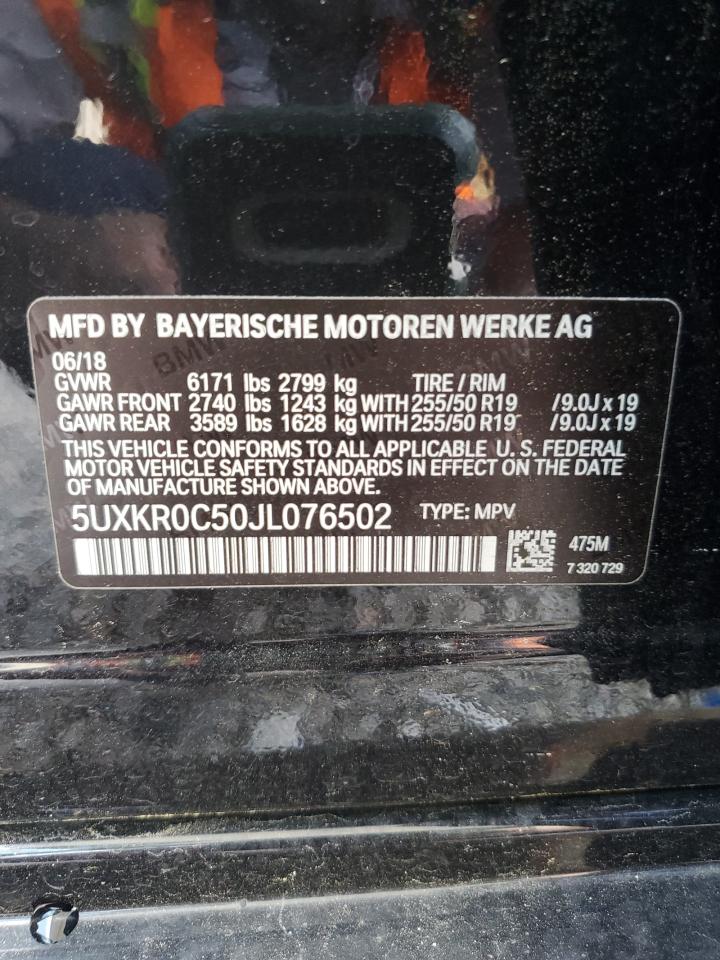 MFD BY BAYERISCHE MOTOREN WERKE AG
06/18
GVWR 6171 lbs 2799 kg TIRE / RIM
GAWR FRONT 2740 lbs 1243 kg WITH 255/50 R19 /9.0J x 19
GAWR REAR 3589 lbs 1628 kg WITH 255/50 R19 /9.0J x 19
THIS VEHICLE CONFORMS TO ALL APPLICABLE U. S. FEDERAL
MOTOR VEHICLE SAFETY STANDARDS IN EFFECT ON THE DATE
OF MANUFACTURE SHOWN ABOVE.
5UXKR0C50JL076502 TYPE: MPV
475M
7 320 729